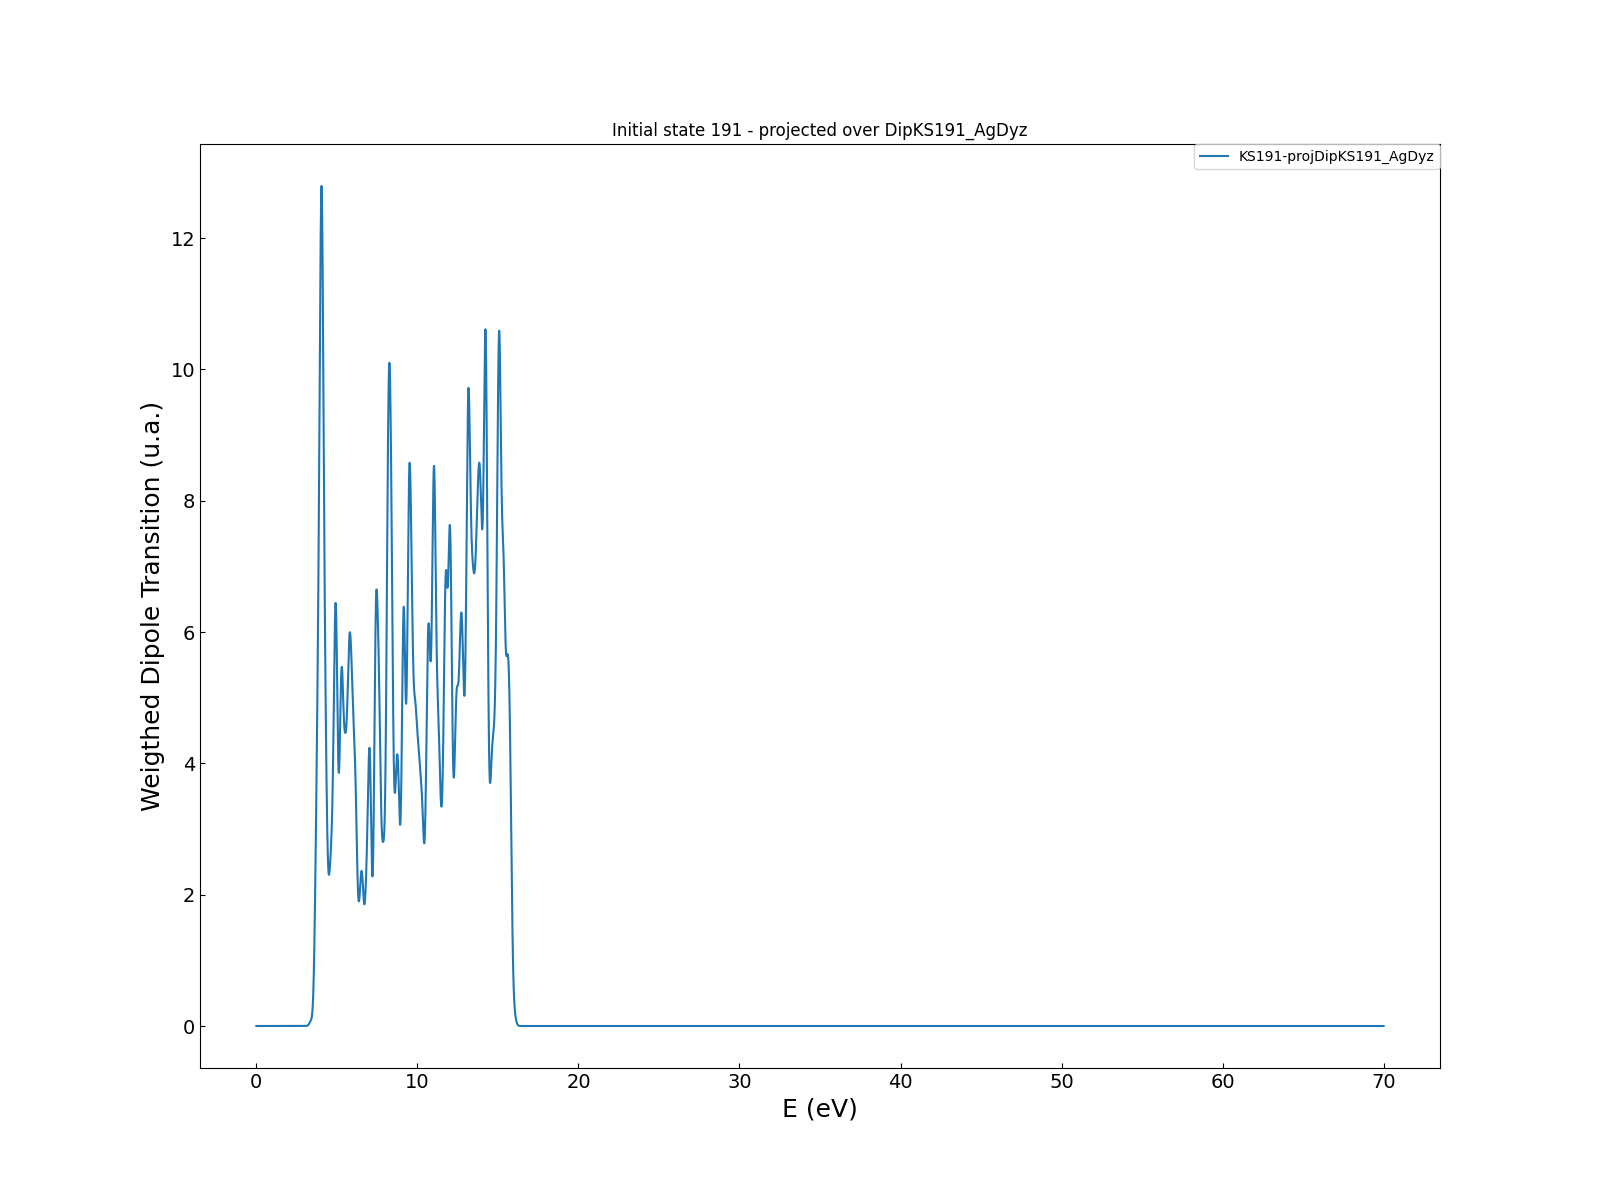 Initial state 191 - projected over DipKS191_AgDyz
KS191-projDipKS191_AgDyz
Weigthed Dipole Transition (u.a.)
12
10
8
6
4
2
0
0 10 20 30 40 50 60 70
E (eV)